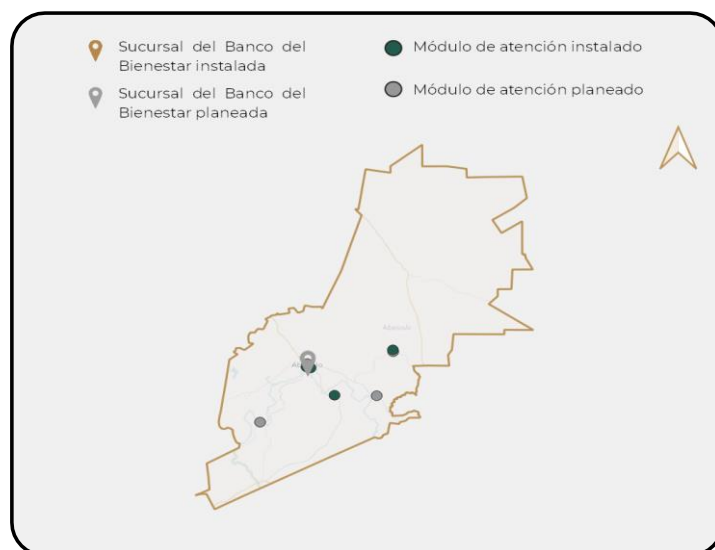 Sucursal del Banco del
Bienestar instalada
Sucursal del Banco del
Bienestar planeada
Módulo de atención instalado
Módulo de atención planeado